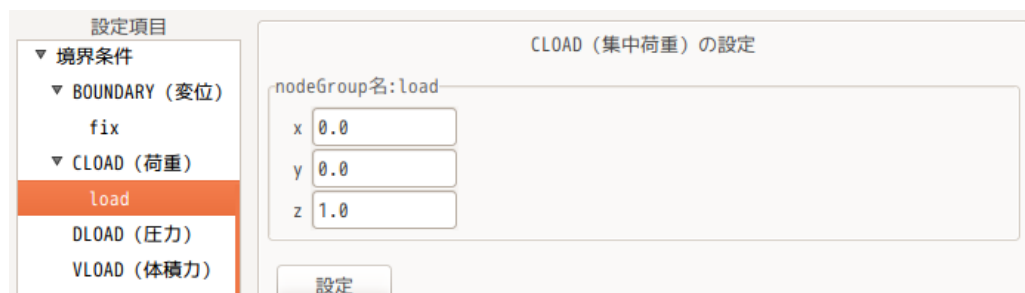 設定項目
▼ 境界条件
▼ BOUNDARY (変位)
fix
▼ CLOAD (荷重)
load
DLOAD (圧力)
VLOAD (体積力)
CLOAD (集中荷重) の設定
nodeGroup名:load
x 0.0
y 0.0
z 1.0
設定